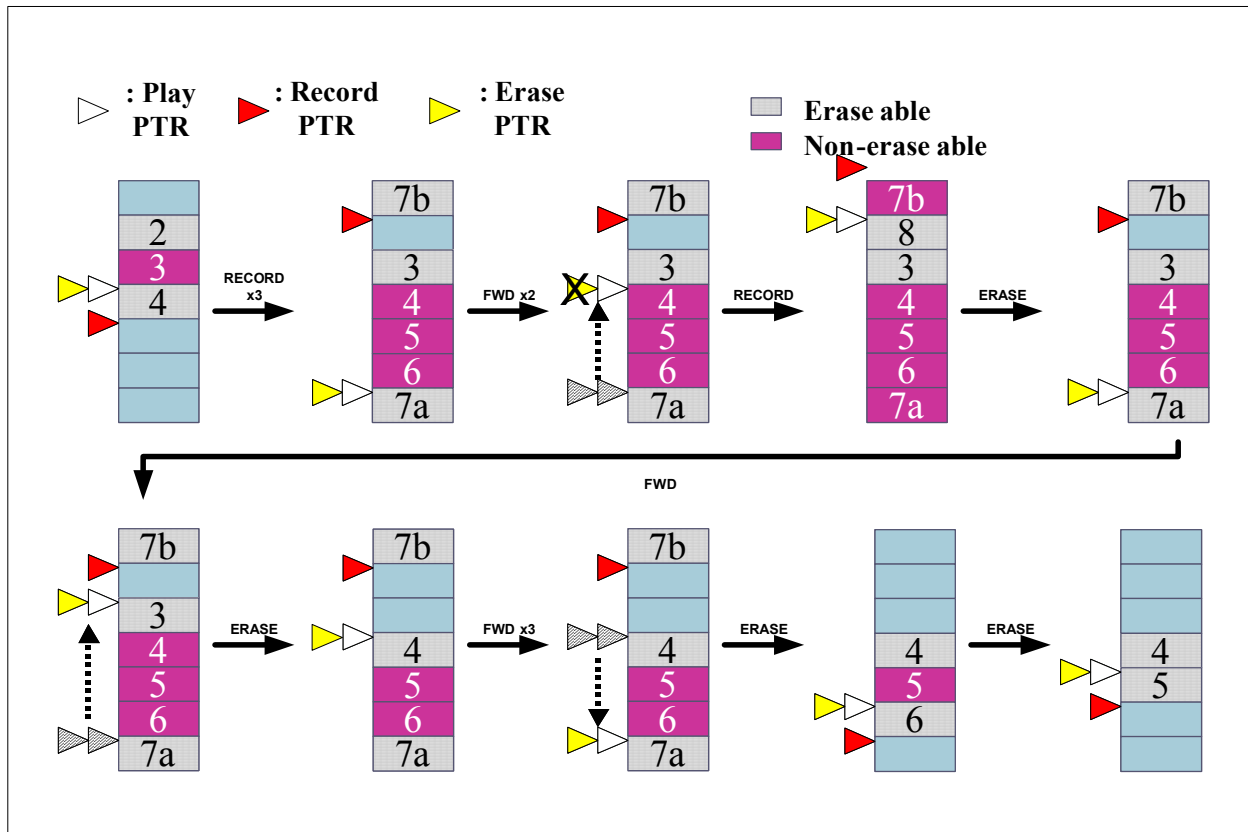 : Play
PTR
: Record
PTR
: Erase
PTR
Erase able
Non-erase able
2
3
4
RECORD
x3
7b
3
4
5
6
7a
FWD x2
X
7b
3
4
5
6
7a
RECORD
7b
8
3
4
5
6
7a
ERASE
7b
3
4
5
6
7a
FWD
7b
3
4
5
6
7a
ERASE
7b
4
5
6
7a
FWD x3
7b
4
5
6
7a
ERASE
4
5
6
ERASE
4
5